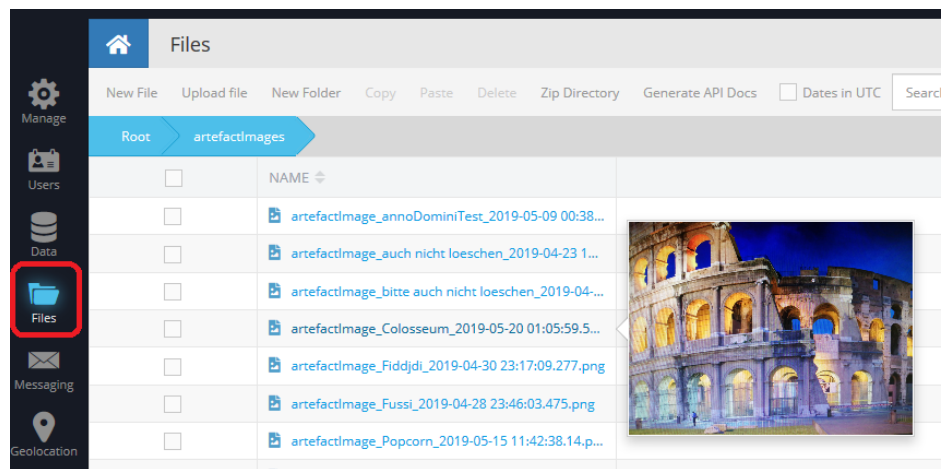 Files
New File Upload file New Folder Copy Paste Delete Zip Directory Generate API Docs Dates in UTC Search
Root artefactImages
NAME
artefactImage_annoDominiTest_2019-05-09 00:38...
artefactImage_auch nicht loeschen_2019-04-23 1...
artefactImage_bitte auch nicht loeschen_2019-04-...
artefactImage_Colosseum_2019-05-20 01:05:59.5...
artefactImage_Fiddjdi_2019-04-30 23:17:09.277.png
artefactImage_Fussi_2019-04-28 23:46:03.475.png
artefactImage_Popcorn_2019-05-15 11:42:38.14.p...
Manage
Users
Data
Files
Messaging
Geolocation